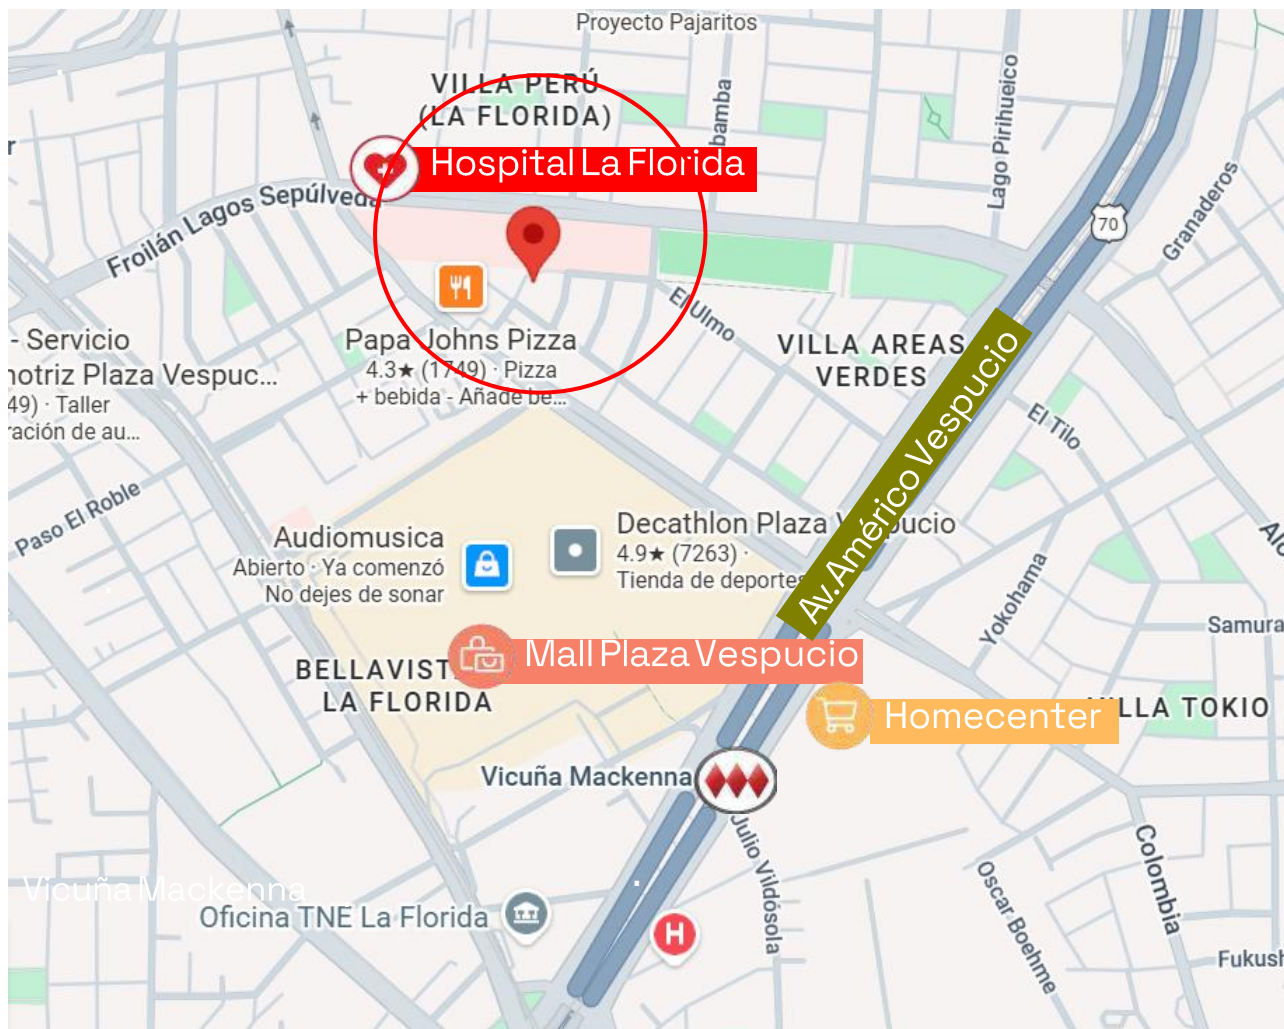 Proyecto Pajaritos
VILLA PERÚ
(LA FLORIDA)
bamba
Lago Pirihueico
r
Hospital La Florida
Froilán Lagos Sepúlveda
70
Granaderos
El Ulmo
- Servicio
notriz Plaza Vespuc...
49) · Taller
ración de au...
Papa Johns Pizza
4.3★ (1749) · Pizza
+ bebida - Añade be...
VILLA AREAS
VERDES
Av. Américo Vespucio
El Tilo
Paso El Roble
Audiomusica
Abierto · Ya comenzó
No dejes de sonar
Decathlon Plaza V pucio
4.9★ (7263) ·
Tienda de deportes
Yokohama
Samura
BELLAVIST
LA FLORIDA
Mall Plaza Vespucio
Homecenter
LLA TOKIO
Vicuña Mackenna
Julio Vildósola
Colombia
Oscar Boehme
Vicuña Mackenna
Oficina TNE La Florida
H
Fukush